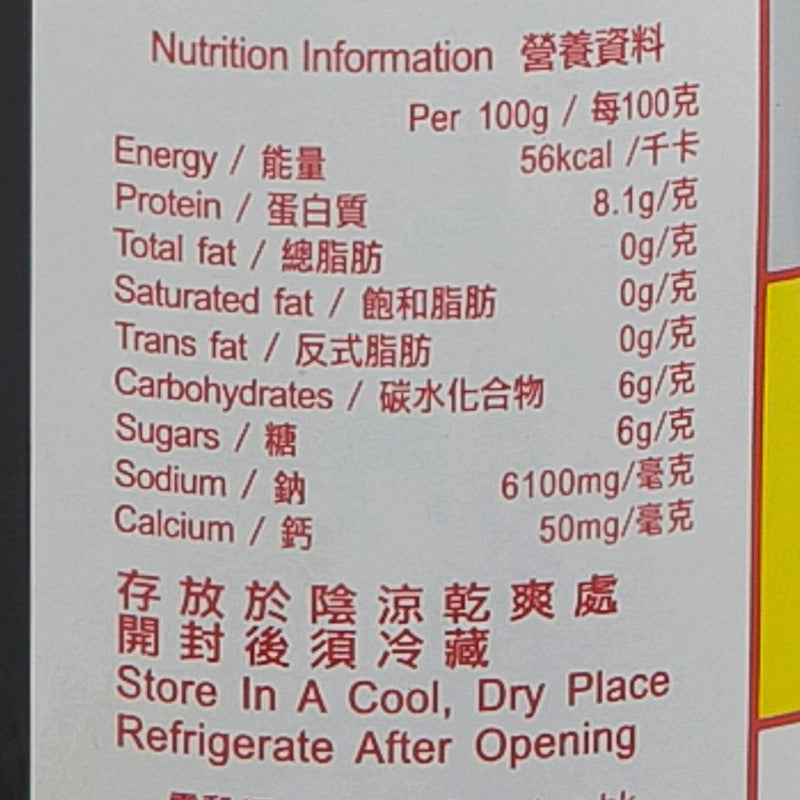 Nutrition Information 營養資料
Per 100g / 每100克
Energy / 能量 56kcal /千卡
Protein / 蛋白質 8.1g/克
Total fat / 總脂肪 0g/克
Saturated fat / 飽和脂肪 0g/克
Trans fat / 反式脂肪 0g/克
Carbohydrates / 碳水化合物 6g/克
Sugars / 糖 6g/克
Sodium / 鈉 6100mg/毫克
Calcium / 鈣 50mg/毫克
存放於陰涼乾爽處
開封後須冷藏
Store In A Cool, Dry Place
Refrigerate After Opening